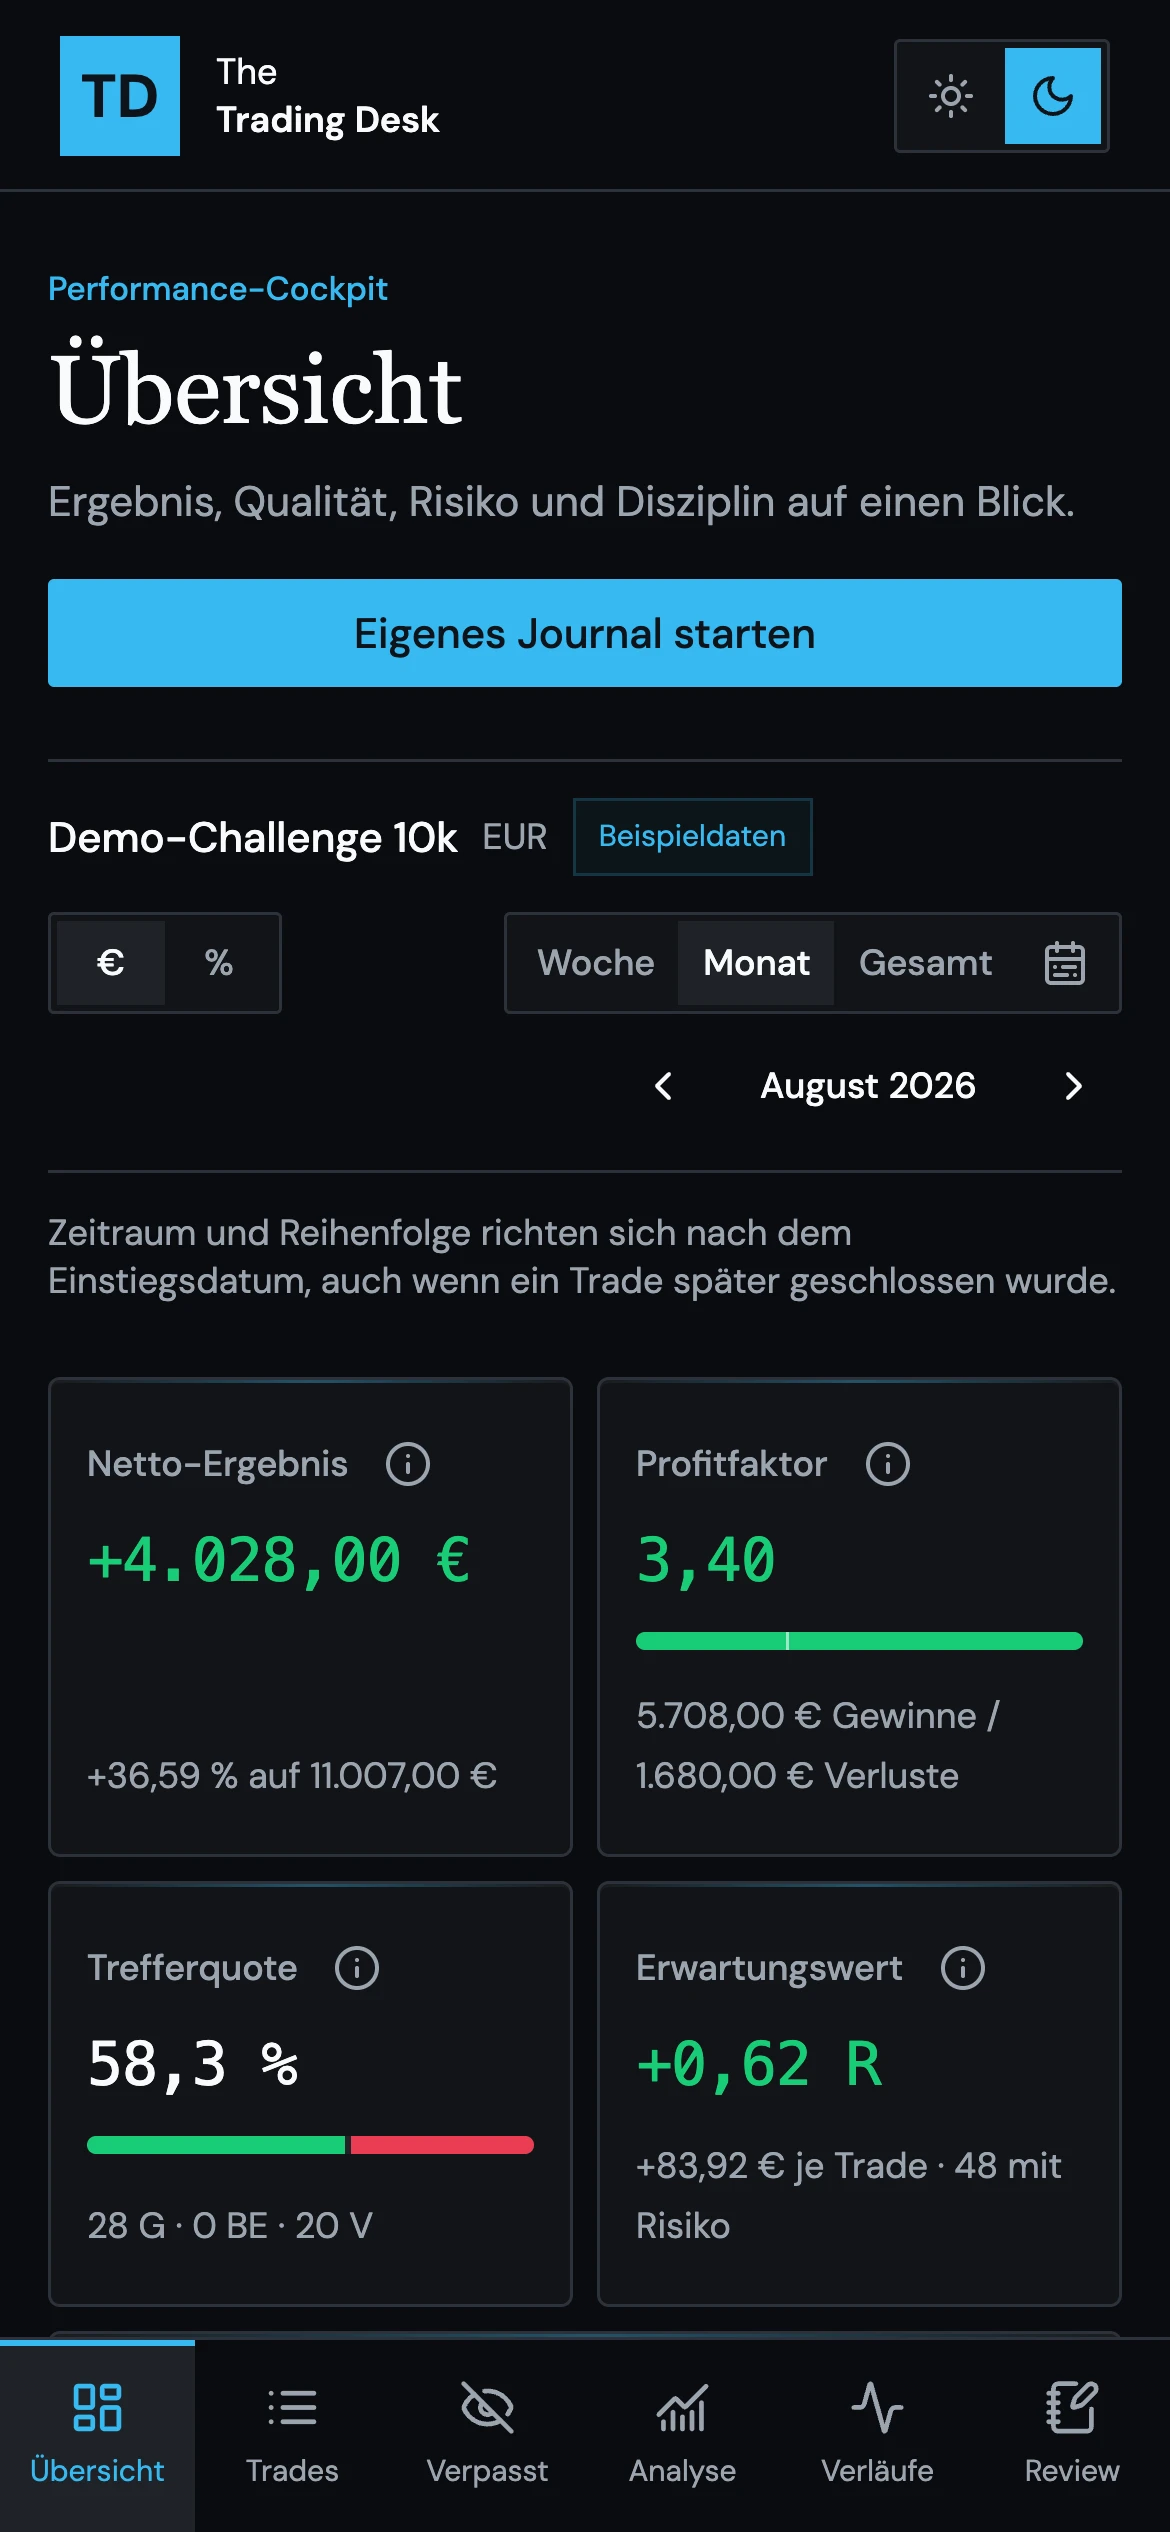 TD
The
Trading Desk
Performance-Cockpit
Übersicht
Ergebnis, Qualität, Risiko und Disziplin auf einen Blick.
Eigenes Journal starten
Demo-Challenge 10k EUR Beispieldaten
€ % Woche Monat Gesamt
August 2026
Zeitraum und Reihenfolge richten sich nach dem
Einstiegsdatum, auch wenn ein Trade später geschlossen wurde.
Netto-Ergebnis
+4.028,00 €
+36,59 % auf 11.007,00 €
Profitfaktor
3,40
5.708,00 € Gewinne /
1.680,00 € Verluste
Trefferquote
58,3 %
28 G · 0 BE · 20 V
Erwartungswert
+0,62 R
+83,92 € je Trade · 48 mit
Risiko
Übersicht Trades Verpasst Analyse Verläufe Review